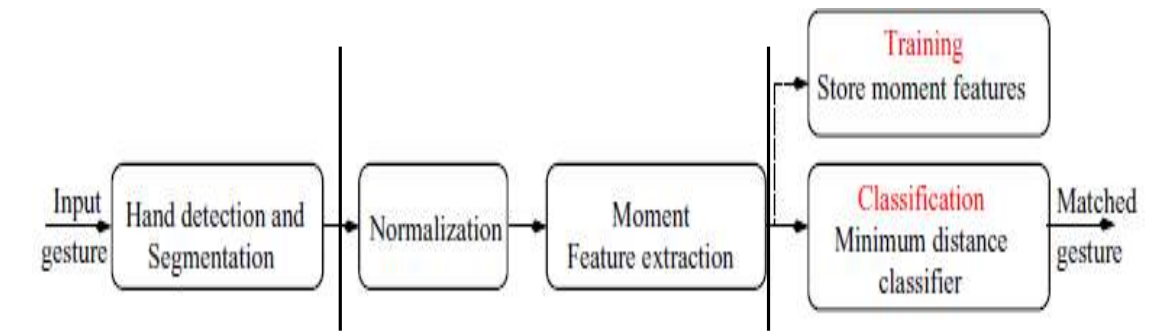 Input
gesture
Hand detection and
Segmentation
Normalization
Moment
Feature extraction
Training
Store moment features
Classification
Minimum distance
classifier
Matched
gesture